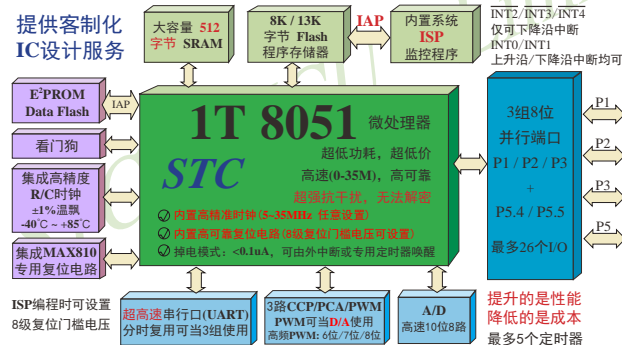 提供客制化
IC设计服务
大容量 512
字节 SRAM
8K / 13K
字节 Flash
程序存储器
IAP
内置系统
ISP
监控程序
INT2/INT3/INT4
仅可下降沿中断
INT0/INT1
上升沿/下降沿中断均可
E²PROM
Data Flash
IAP
看门狗
集成高精度
R/C时钟
±1%温飘
-40℃ ~ +85℃
集成MAX810
专用复位电路
1T 8051 微处理器
STC
超低功耗，超低价
高速(0-35M)，高可靠
超强抗干扰，无法解密
内置高精准时钟(5~35MHz 任意设置)
内置高可靠复位电路(8级复位门槛电压可设置)
掉电模式：<0.1uA，可由外中断或专用定时器唤醒
3组8位
并行端口
P1 / P2 / P3
+
P5.4 / P5.5
最多26个I/O
P1
P2
P3
P5
ISP编程时可设置
8级复位门槛电压
超高速串行口(UART)
分时复用可当3组使用
3路CCP/PCA/PWM
PWM可当D/A使用
高频PWM: 6位/7位/8位
A/D
高速10位8路
提升的是性能
降低的是成本
最多5个定时器